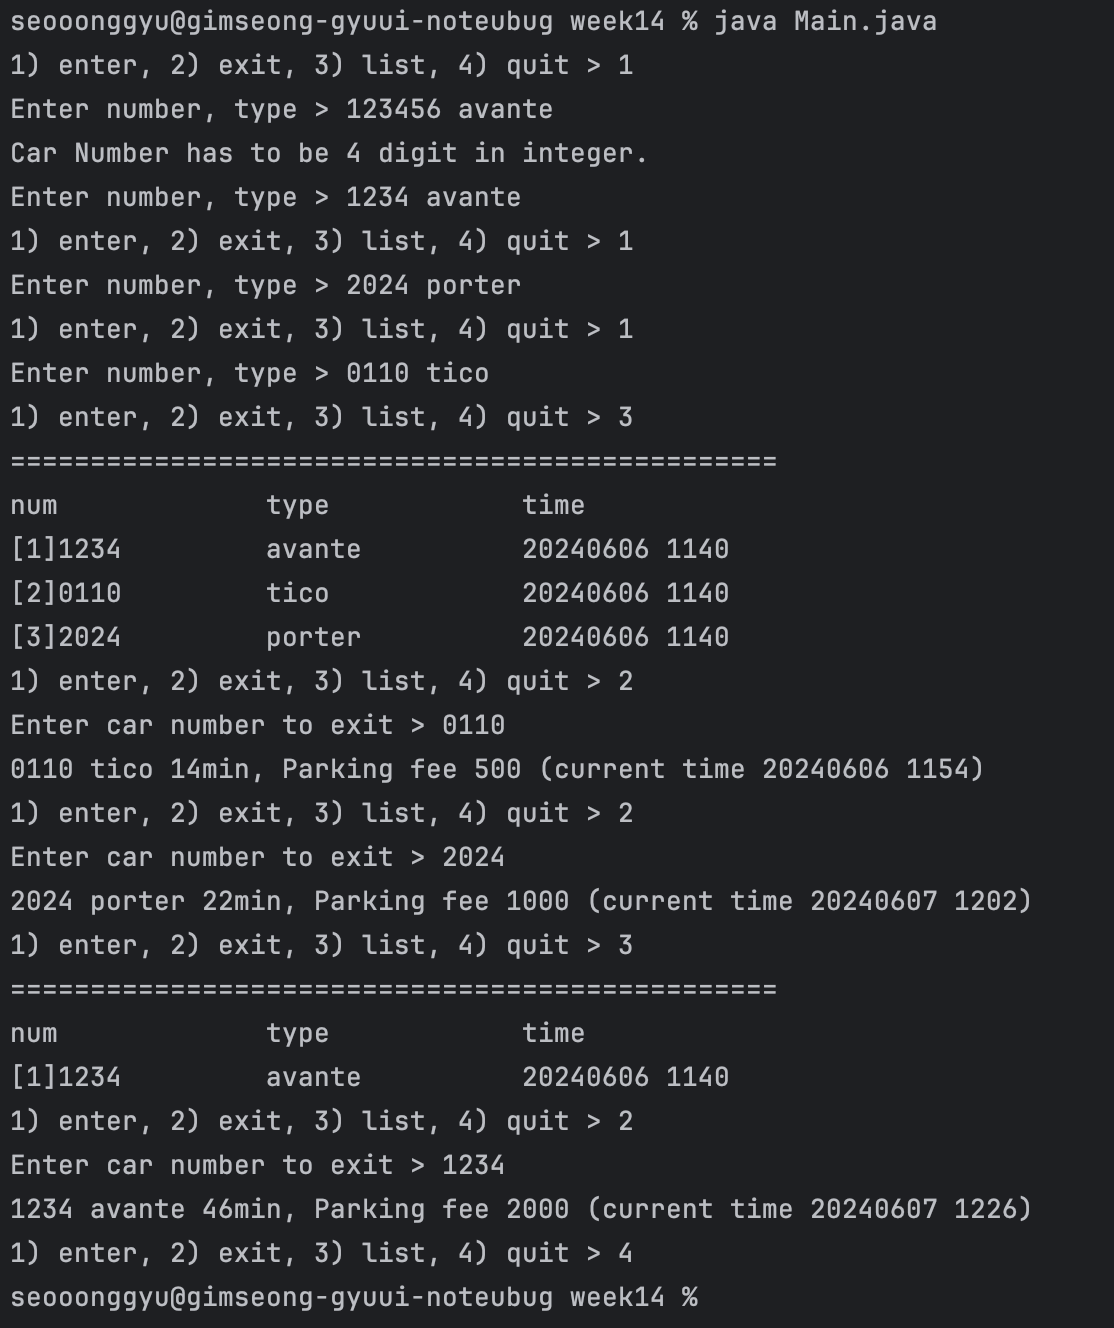 seooonggyu@gimseong-gyuui-noteubug week14 % java Main.java
1) enter, 2) exit, 3) list, 4) quit > 1
Enter number, type > 123456 avante
Car Number has to be 4 digit in integer.
Enter number, type > 1234 avante
1) enter, 2) exit, 3) list, 4) quit > 1
Enter number, type > 2024 porter
1) enter, 2) exit, 3) list, 4) quit > 1
Enter number, type > 0110 tico
1) enter, 2) exit, 3) list, 4) quit > 3
================================================
num             type            time
[1]1234         avante          20240606 1140
[2]0110         tico            20240606 1140
[3]2024         porter          20240606 1140
1) enter, 2) exit, 3) list, 4) quit > 2
Enter car number to exit > 0110
0110 tico 14min, Parking fee 500 (current time 20240606 1154)
1) enter, 2) exit, 3) list, 4) quit > 2
Enter car number to exit > 2024
2024 porter 22min, Parking fee 1000 (current time 20240607 1202)
1) enter, 2) exit, 3) list, 4) quit > 3
================================================
num             type            time
[1]1234         avante          20240606 1140
1) enter, 2) exit, 3) list, 4) quit > 2
Enter car number to exit > 1234
1234 avante 46min, Parking fee 2000 (current time 20240607 1226)
1) enter, 2) exit, 3) list, 4) quit > 4
seooonggyu@gimseong-gyuui-noteubug week14 %